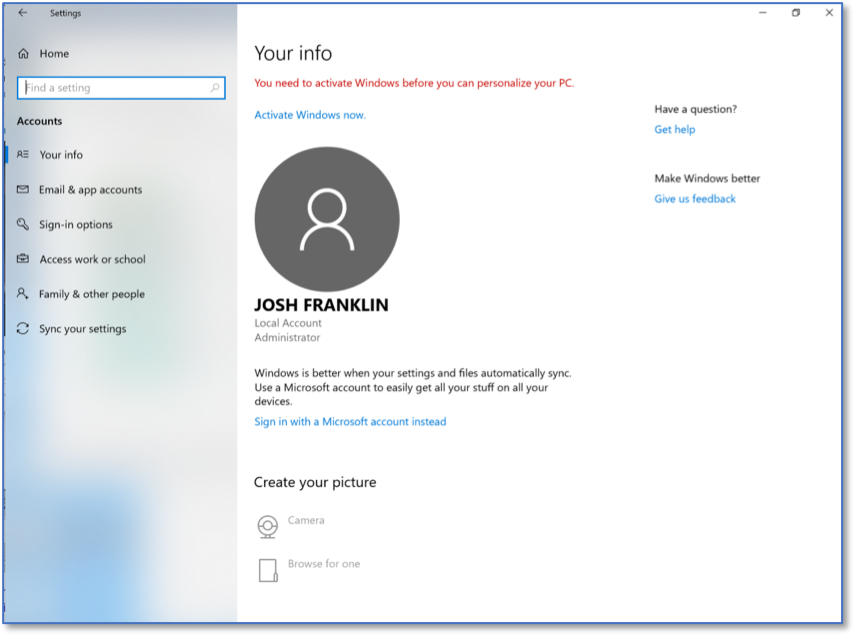 Settings
Home
Find a setting
Accounts
Your info
Email & app accounts
Sign-in options
Access work or school
Family & other people
Sync your settings
Your info
You need to activate Windows before you can personalize your PC.
Activate Windows now.
JOSH FRANKLIN
Local Account
Administrator
Windows is better when your settings and files automatically sync.
Use a Microsoft account to easily get all your stuff on all your
devices.
Sign in with a Microsoft account instead
Create your picture
Camera
Browse for one
Have a question?
Get help
Make Windows better
Give us feedback